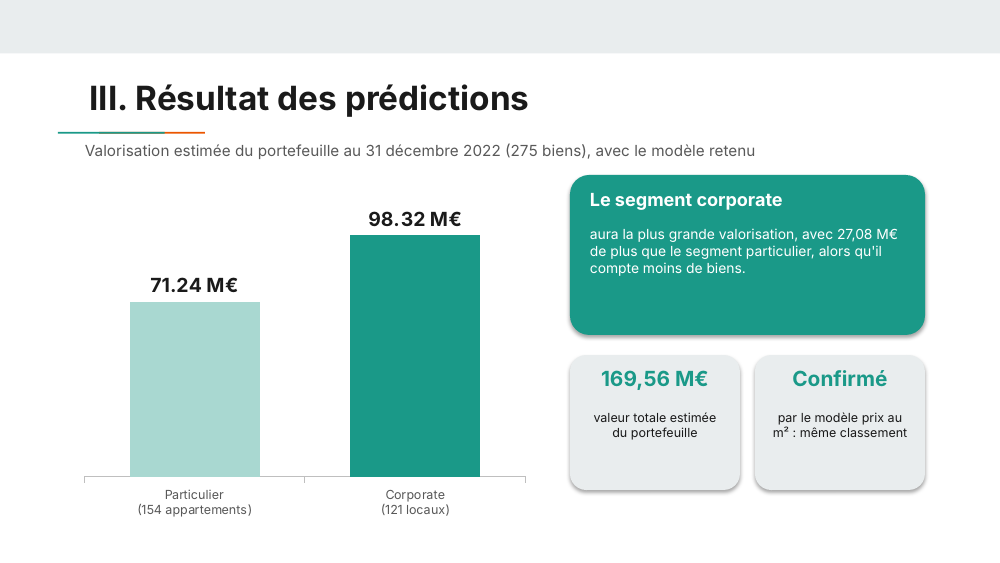 III. Résultat des prédictions
Valorisation estimée du portefeuille au 31 décembre 2022 (275 biens), avec le modèle retenu
71.24 M€
98.32 M€
Particulier
(154 appartements)
Corporate
(121 locaux)
Le segment corporate
aura la plus grande valorisation, avec 27,08 M€
de plus que le segment particulier, alors qu'il
compte moins de biens.
169,56 M€
valeur totale estimée
du portefeuille
Confirmé
par le modèle prix au
m² : même classement